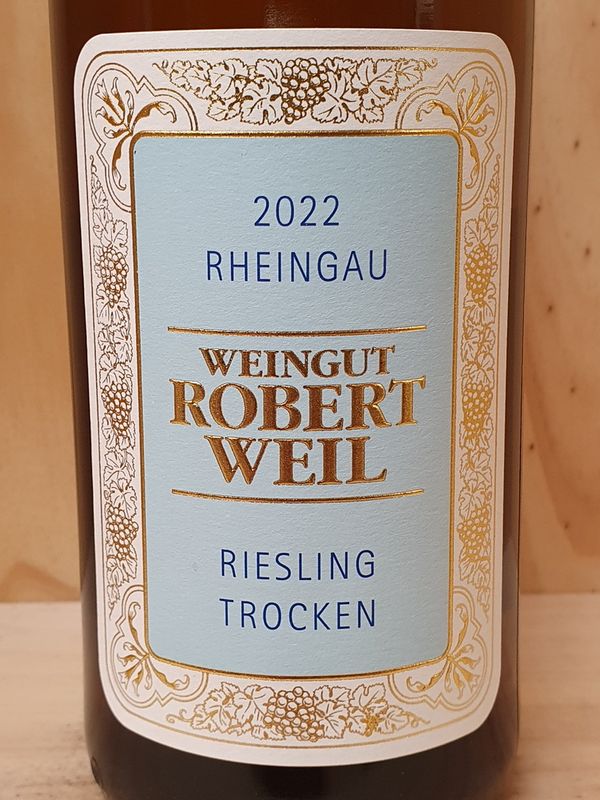 2022
RHEINGAU
WEINGUT
ROBERT
WEIL
RIESLING
TROCKEN